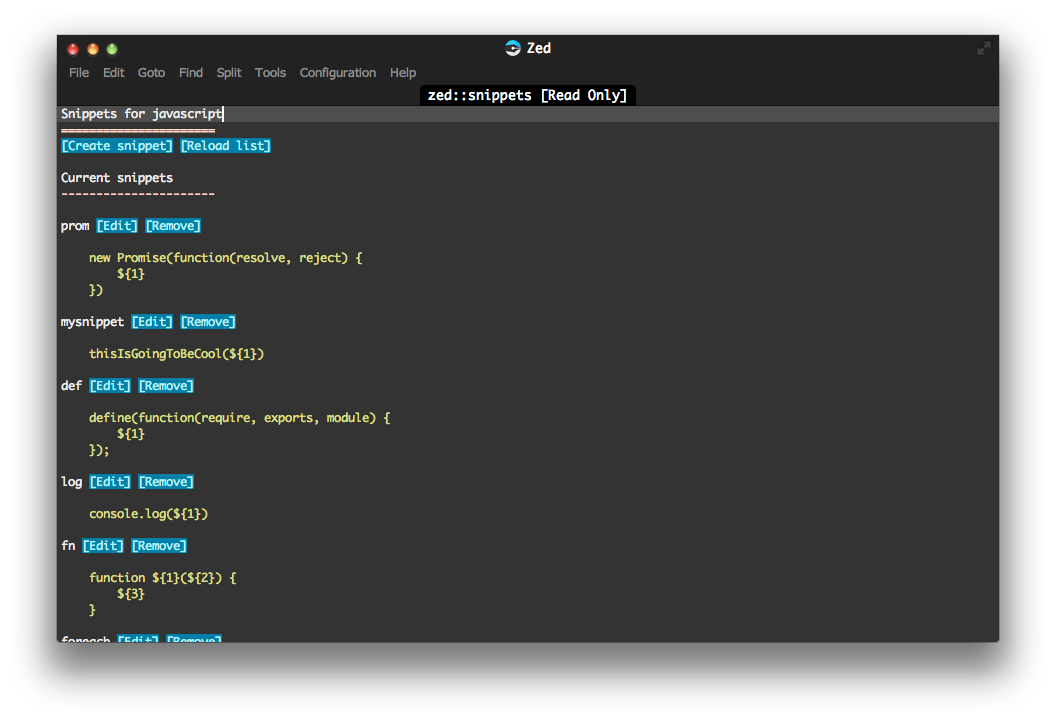 Zed
File Edit Goto Find Split Tools Configuration Help
zed::snippets [Read Only]
Snippets for javascript
======================
[Create snippet] [Reload list]
Current snippets
----------------------
prom [Edit] [Remove]
new Promise(function(resolve, reject) {
${1}
})
mysnippet [Edit] [Remove]
thisIsGoingToBeCool(${1})
def [Edit] [Remove]
define(function(require, exports, module) {
${1}
});
log [Edit] [Remove]
console.log(${1})
fn [Edit] [Remove]
function ${1}(${2}) {
${3}
}
foreach [Edit] [Remove]